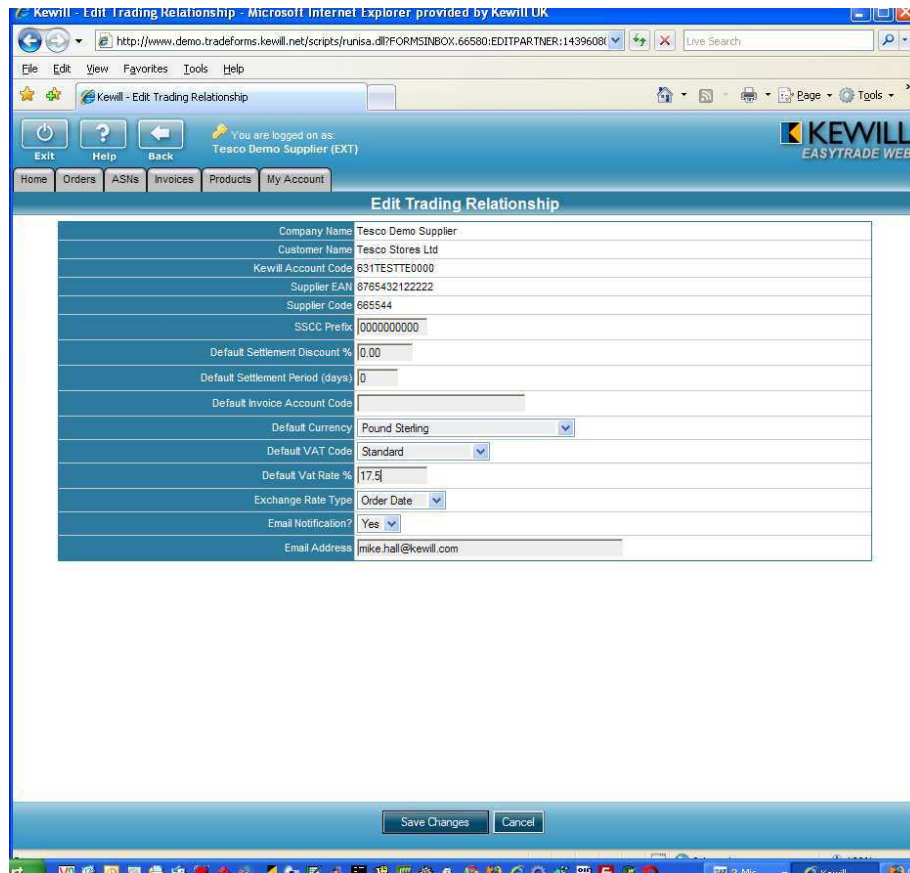 Kewill - Edit Trading Relationship - Microsoft Internet Explorer provided by Kewill UK
http://www.demo.tradeforms.kewill.net/scripts/runisa.dll?FORMSINBOX.66580:EDITPARTNER:1439608(
Live Search
File Edit View Favorites Tools Help
Kewill - Edit Trading Relationship
Page Tools
Exit Help Back
You are logged on as:
Tesco Demo Supplier (EXT)
KEWILL
EASYTRADE WEB
Home Orders ASNs Invoices Products My Account
Edit Trading Relationship
Company Name Tesco Demo Supplier
Customer Name Tesco Stores Ltd
Kewill Account Code 631TESTTE0000
Supplier EAN 8765432122222
Supplier Code 665544
SSCC Prefix 0000000000
Default Settlement Discount % 0.00
Default Settlement Period (days) 0
Default Invoice Account Code
Default Currency Pound Sterling
Default VAT Code Standard
Default Vat Rate % 17.5
Exchange Rate Type Order Date
Email Notification? Yes
Email Address mike.hall@kewill.com
Save Changes Cancel